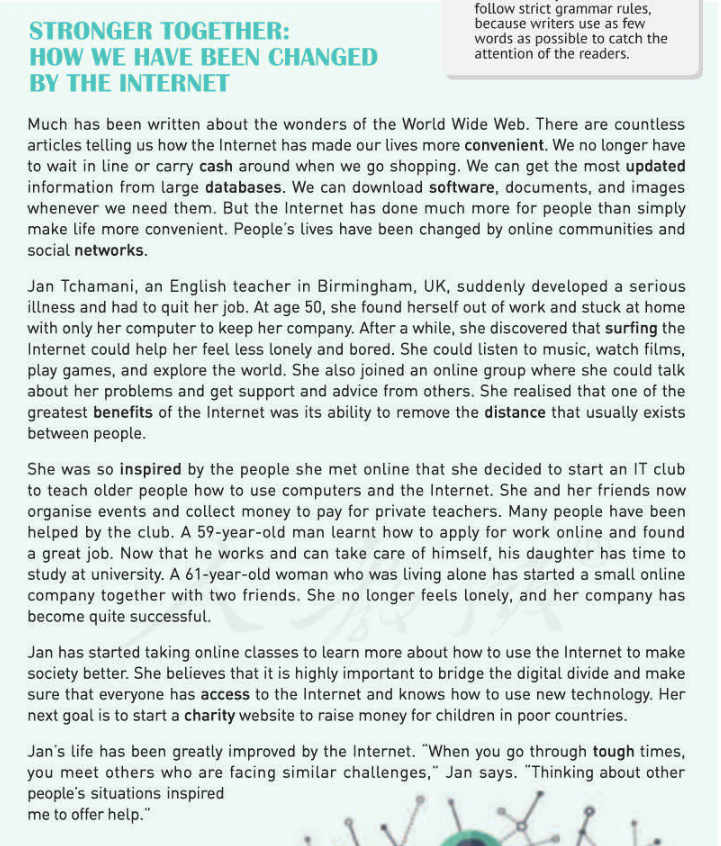 follow strict grammar rules,
because writers use as few
words as possible to catch the
attention of the readers.
STRONGER TOGETHER:
HOW WE HAVE BEEN CHANGED
BY THE INTERNET
Much has been written about the wonders of the World Wide Web. There are countless
articles telling us how the Internet has made our lives more convenient. We no longer have
to wait in line or carry cash around when we go shopping. We can get the most updated
information from large databases. We can download software, documents, and images
whenever we need them. But the Internet has done much more for people than simply
make life more convenient. People's lives have been changed by online communities and
social networks.
Jan Tchamani, an English teacher in Birmingham, UK, suddenly developed a serious
illness and had to quit her job. At age 50, she found herself out of work and stuck at home
with only her computer to keep her company. After a while, she discovered that surfing the
Internet could help her feel less lonely and bored. She could listen to music, watch films,
play games, and explore the world. She also joined an online group where she could talk
about her problems and get support and advice from others. She realised that one of the
greatest benefits of the Internet was its ability to remove the distance that usually exists
between people.
She was so inspired by the people she met online that she decided to start an IT club
to teach older people how to use computers and the Internet. She and her friends now
organise events and collect money to pay for private teachers. Many people have been
helped by the club. A 59-year-old man learnt how to apply for work online and found
a great job. Now that he works and can take care of himself, his daughter has time to
study at university. A 61-year-old woman who was living alone has started a small online
company together with two friends. She no longer feels lonely, and her company has
become quite successful.
Jan has started taking online classes to learn more about how to use the Internet to make
society better. She believes that it is highly important to bridge the digital divide and make
sure that everyone has access to the Internet and knows how to use new technology. Her
next goal is to start a charity website to raise money for children in poor countries.
Jan's life has been greatly improved by the Internet. "When you go through tough times,
you meet others who are facing similar challenges," Jan says. "Thinking about other
people's situations inspired
me to offer help."